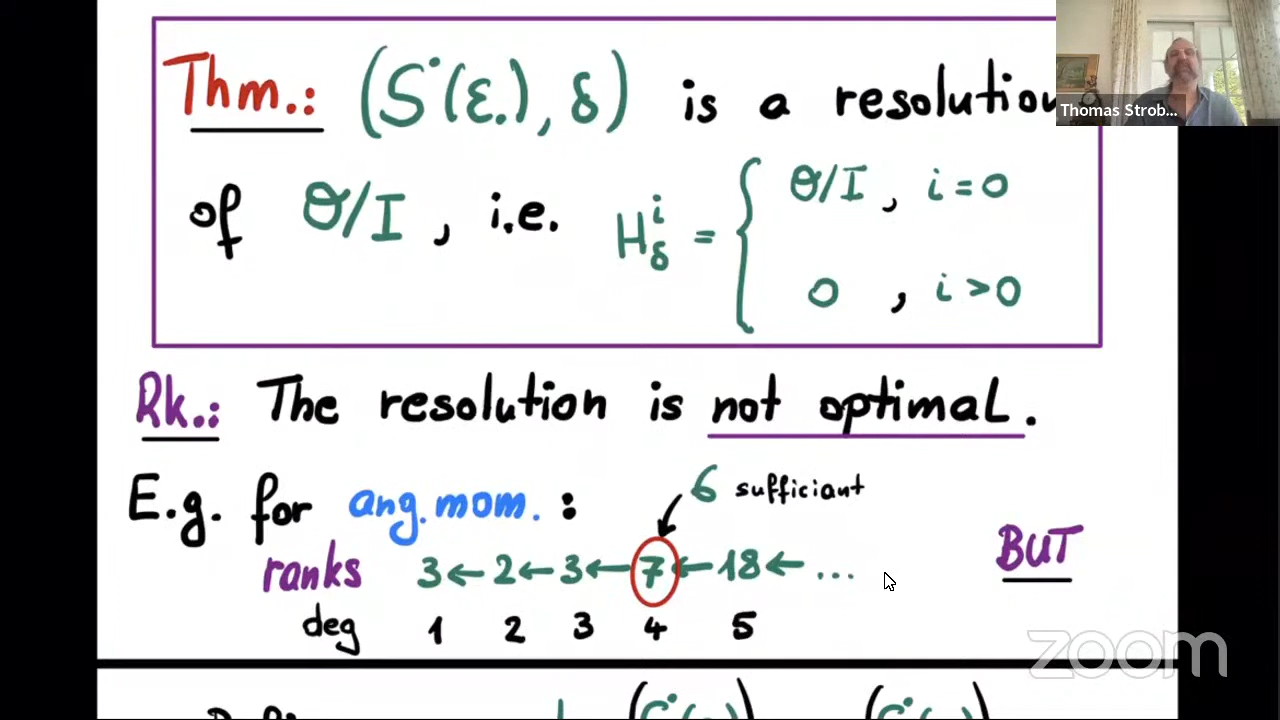 Thm.: (S˙(ε.), δ) is a resolution
of O/I, i.e. H^i_δ = { O/I, i=0
0, i>0
Rk.: The resolution is not optimal.
E.g. for ang.mom.: 6 sufficiant
ranks 3←2←3←7←18←... BUT
deg 1 2 3 4 5
Thomas Strob...
zoom